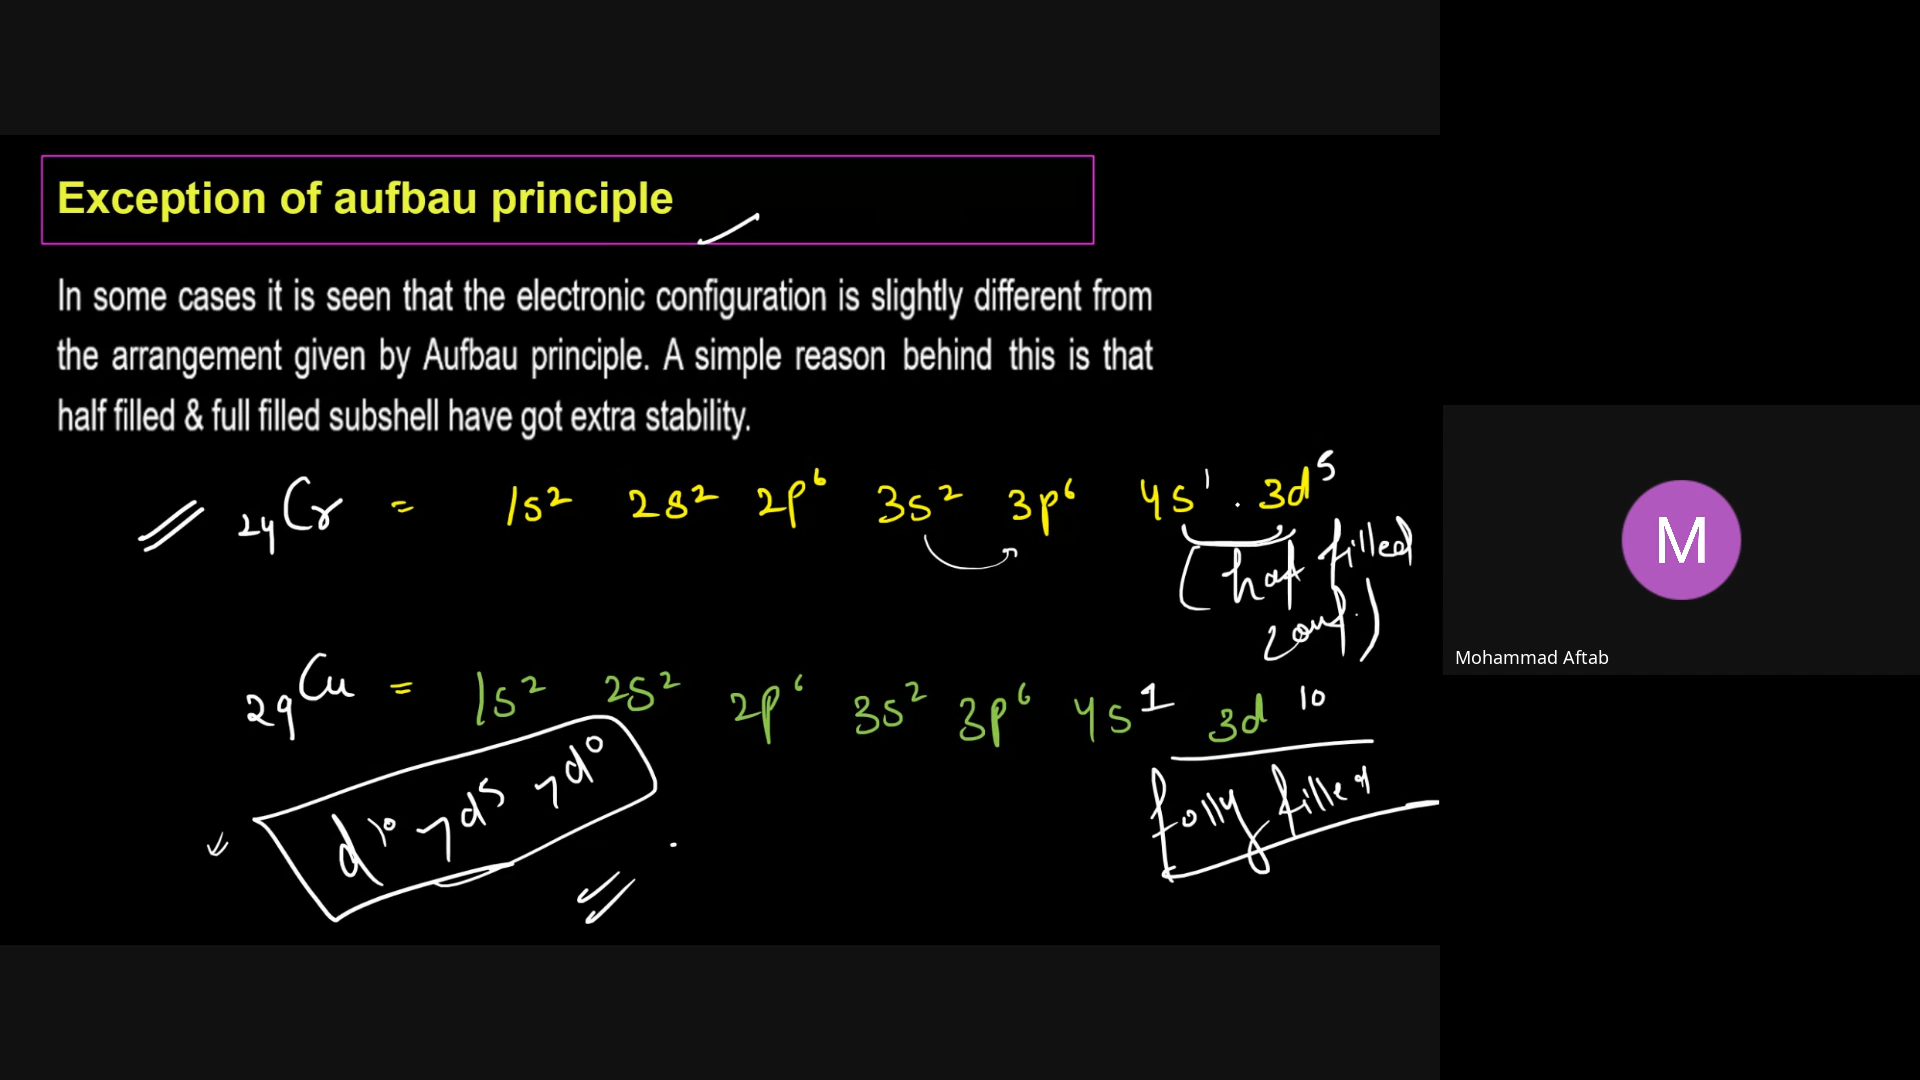 Exception of aufbau principle
In some cases it is seen that the electronic configuration is slightly different from
the arrangement given by Aufbau principle. A simple reason behind this is that
half filled & full filled subshell have got extra stability.
₂₄Cr = 1s² 2s² 2p⁶ 3s² 3p⁶ 4s¹ . 3d⁵
(half filled
conf.)
₂₉Cu = 1s² 2s² 2p⁶ 3s² 3p⁶ 4s¹ 3d¹⁰
fully filled
d¹⁰ > d⁵ > d⁰
M
Mohammad Aftab